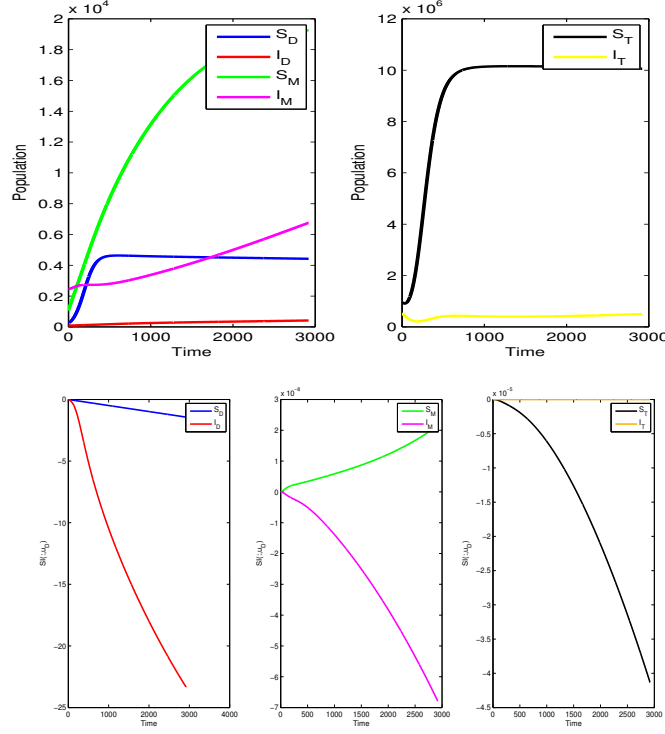 x 10^4
x 10^6
2
1.8
1.6
1.4
1.2
1
0.8
0.6
0.4
0.2
0
Population
0 1000 2000 3000
Time
S_D
I_D
S_M
I_M
12
10
8
6
4
2
0
Population
0 1000 2000 3000
Time
S_T
I_T
0
−5
−10
−15
−20
−25
SI(:,u_D)
0 1000 2000 3000 4000
Time
S_D
I_D
x 10^−8
3
2
1
0
−1
−2
−3
−4
−5
−6
−7
SI(:,u_D)
0 500 1000 1500 2000 2500 3000
Time
S_M
I_M
x 10^−5
0
−0.5
−1
−1.5
−2
−2.5
−3
−3.5
−4
−4.5
SI(:,u_D)
0 500 1000 1500 2000 2500 3000
Time
S_T
I_T